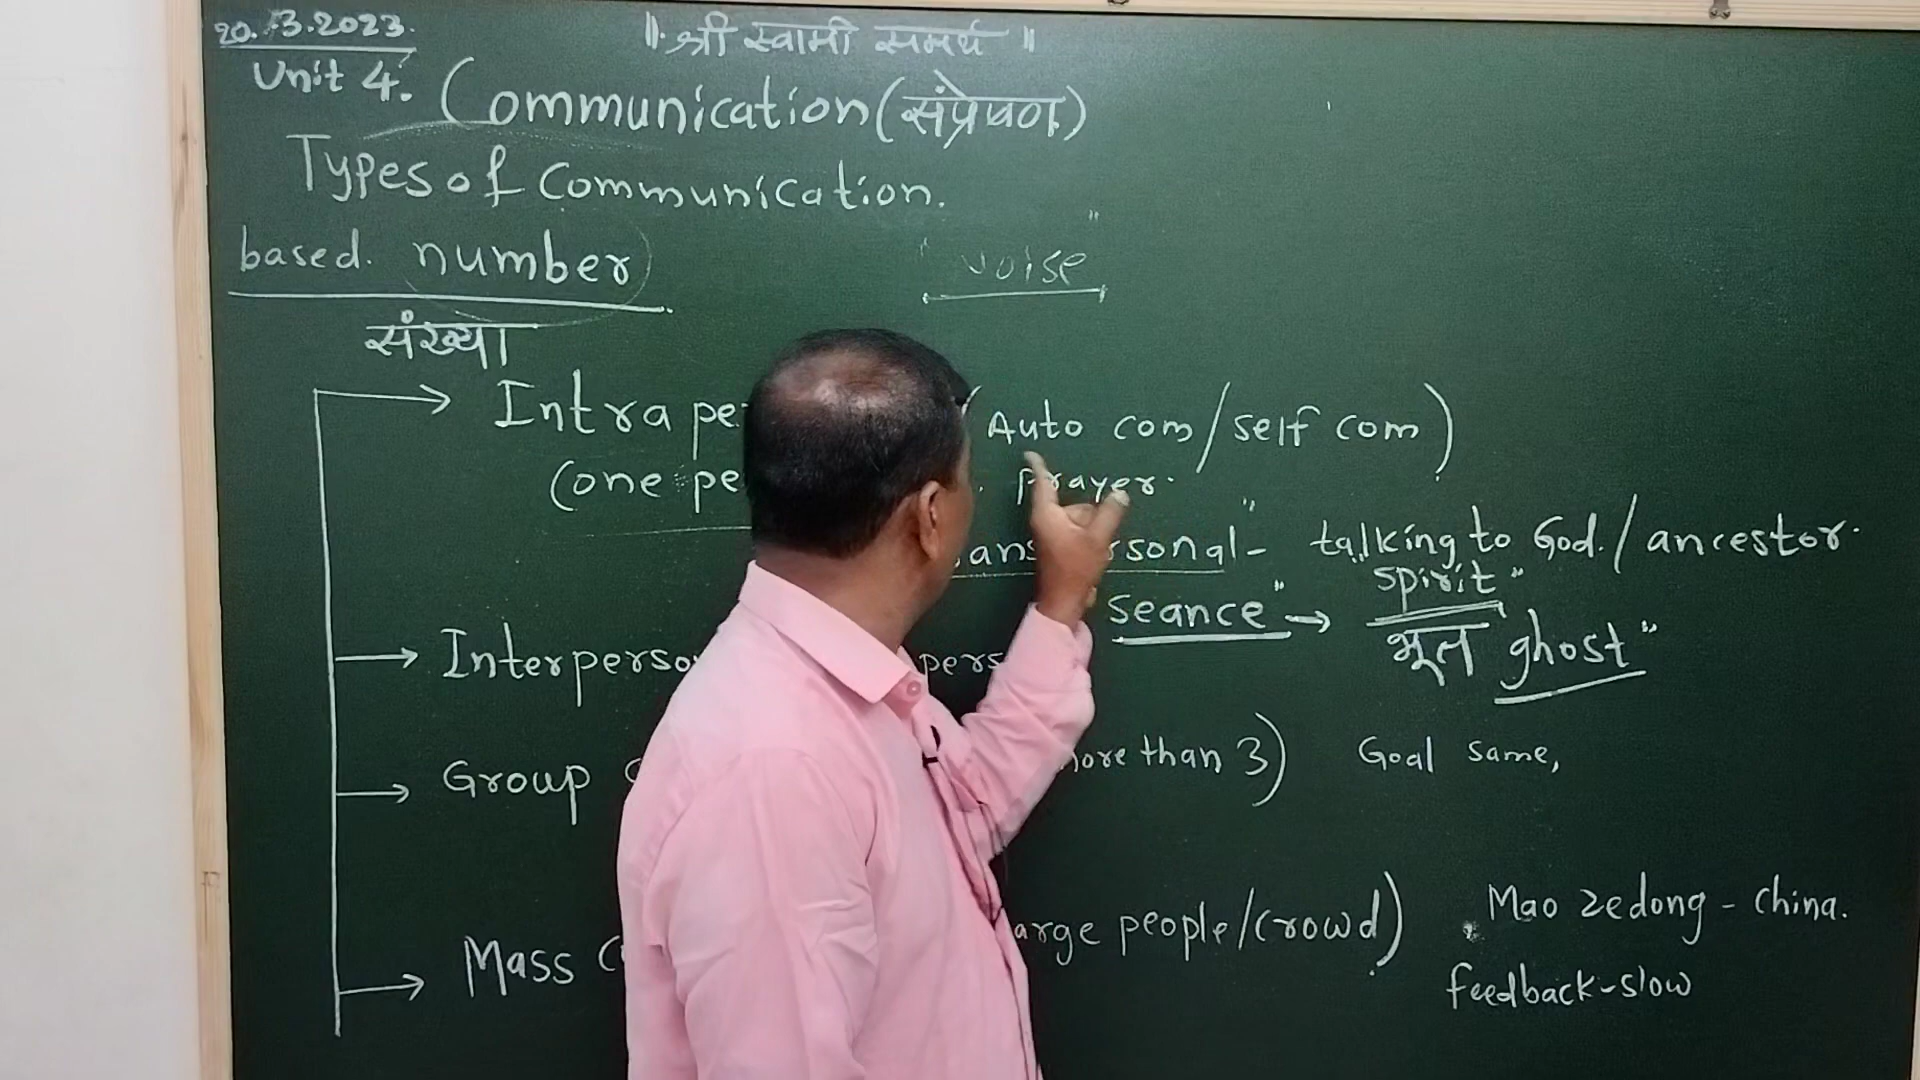 20.3.2023.
॥ श्री स्वामी समर्थ ॥
Unit 4. Communication (संप्रेषण)
Types of Communication.
based. number
"voise"
संख्या
Intra pe (Auto com/self com)
(one pe . prayer.
ansp rsonal" - talking to God./ancestor.
spirit"
seance" →
भूत ghost"
Interperso pers
Group more than 3) Goal same,
Mass arge people/crowd) Mao zedong - china.
feedback-slow